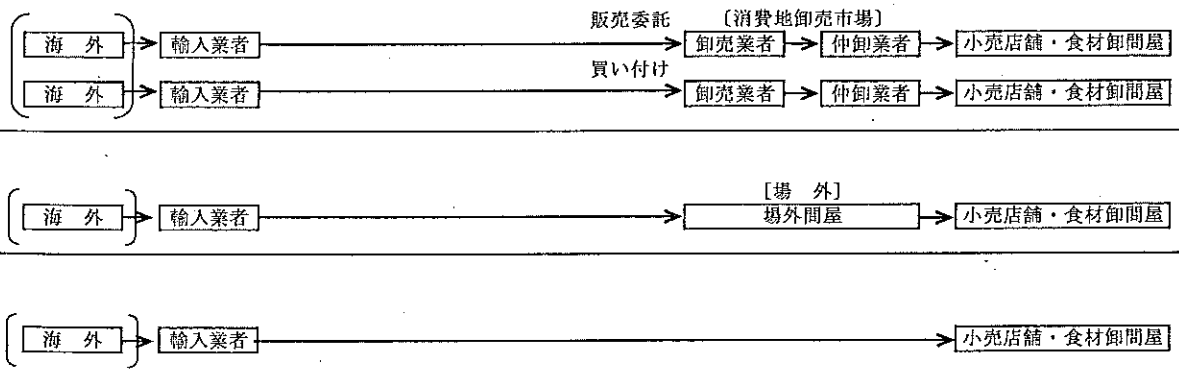 販売委託 〔消費地卸売市場〕
海 外 輸入業者 卸売業者 仲卸業者 小売店舗・食材卸問屋
買い付け
海 外 輸入業者 卸売業者 仲卸業者 小売店舗・食材卸問屋
[場 外]
海 外 輸入業者 場外問屋 小売店舗・食材卸問屋
海 外 輸入業者 小売店舗・食材卸問屋